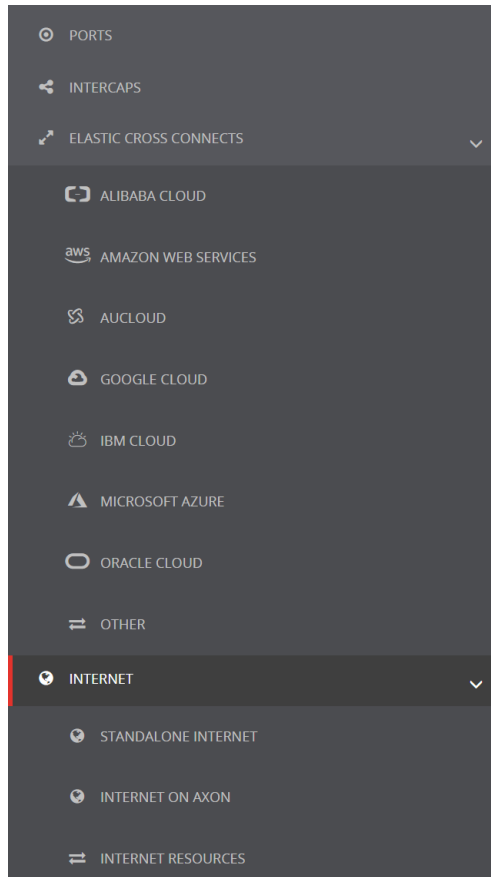 PORTS
INTERCAPS
ELASTIC CROSS CONNECTS
ALIBABA CLOUD
aws AMAZON WEB SERVICES
AUCLOUD
GOOGLE CLOUD
IBM CLOUD
MICROSOFT AZURE
ORACLE CLOUD
OTHER
INTERNET
STANDALONE INTERNET
INTERNET ON AXON
INTERNET RESOURCES